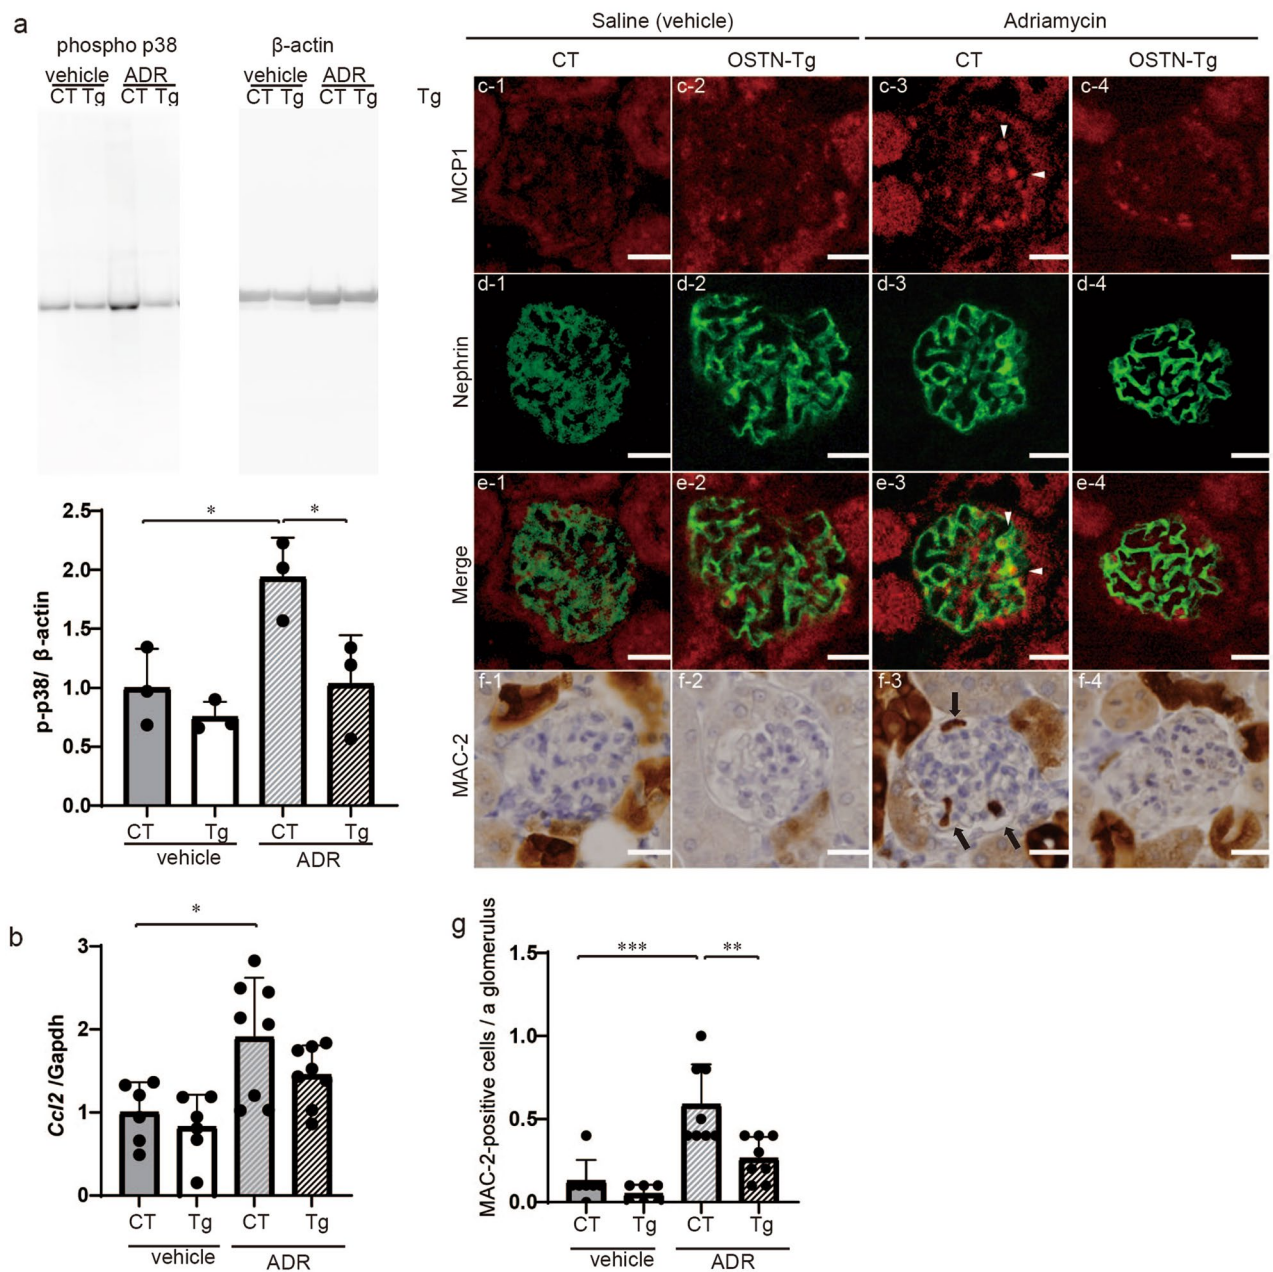 a
phospho p38
β-actin
vehicle ADR
CT Tg CT Tg
vehicle ADR
CT Tg CT Tg
Tg
p-p38/ β-actin
2.5
2.0
1.5
1.0
0.5
0.0
*
*
CT Tg CT Tg
vehicle ADR
b
Ccl2 /Gapdh
3
2
1
0
*
CT Tg CT Tg
vehicle ADR
Saline (vehicle) Adriamycin
CT OSTN-Tg CT OSTN-Tg
MCP1
c-1 c-2 c-3 c-4
Nephrin
d-1 d-2 d-3 d-4
Merge
e-1 e-2 e-3 e-4
MAC-2
f-1 f-2 f-3 f-4
g
MAC-2-positive cells / a glomerulus
1.5
1.0
0.5
0.0
***
**
CT Tg CT Tg
vehicle ADR